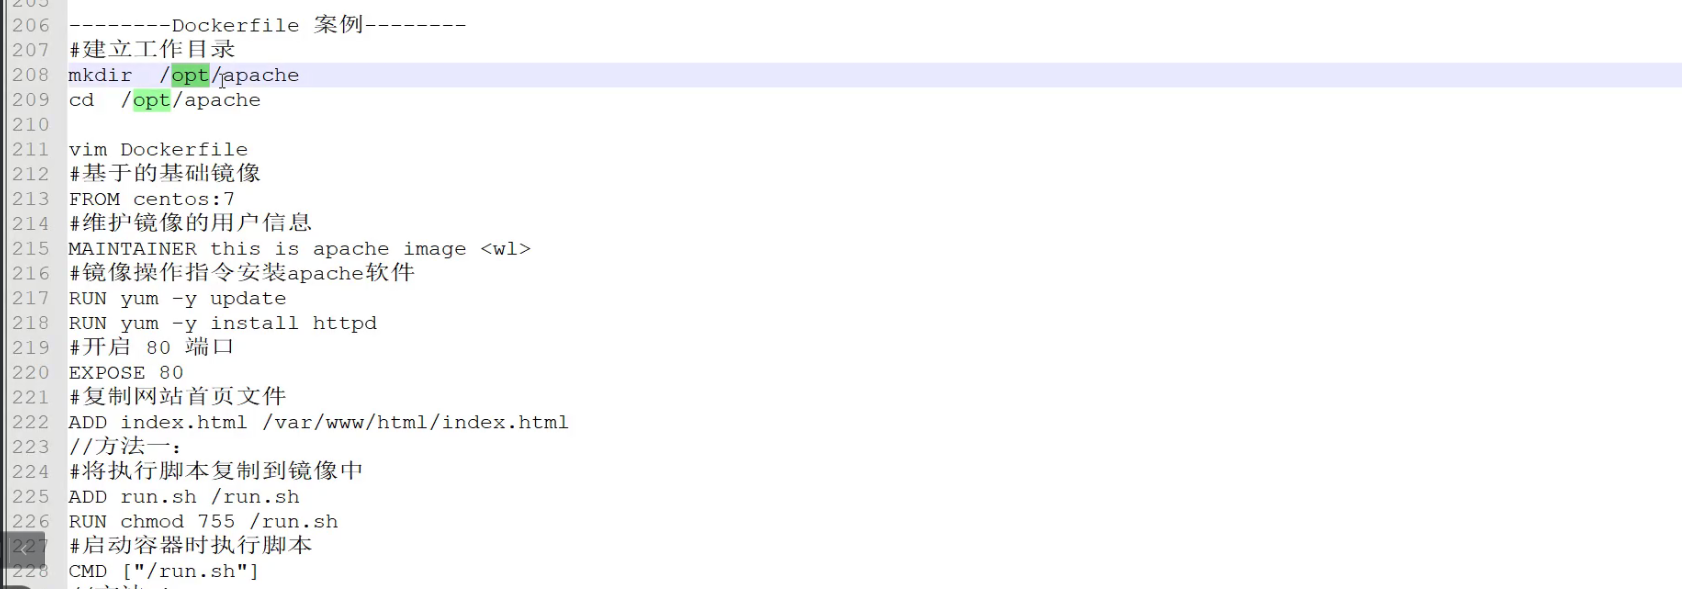 205
206 --------Dockerfile 案例--------
207 #建立工作目录
208 mkdir  /opt/apache
209 cd  /opt/apache
210
211 vim Dockerfile
212 #基于的基础镜像
213 FROM centos:7
214 #维护镜像的用户信息
215 MAINTAINER this is apache image <wl>
216 #镜像操作指令安装apache软件
217 RUN yum -y update
218 RUN yum -y install httpd
219 #开启 80 端口
220 EXPOSE 80
221 #复制网站首页文件
222 ADD index.html /var/www/html/index.html
223 //方法一：
224 #将执行脚本复制到镜像中
225 ADD run.sh /run.sh
226 RUN chmod 755 /run.sh
227 #启动容器时执行脚本
228 CMD ["/run.sh"]